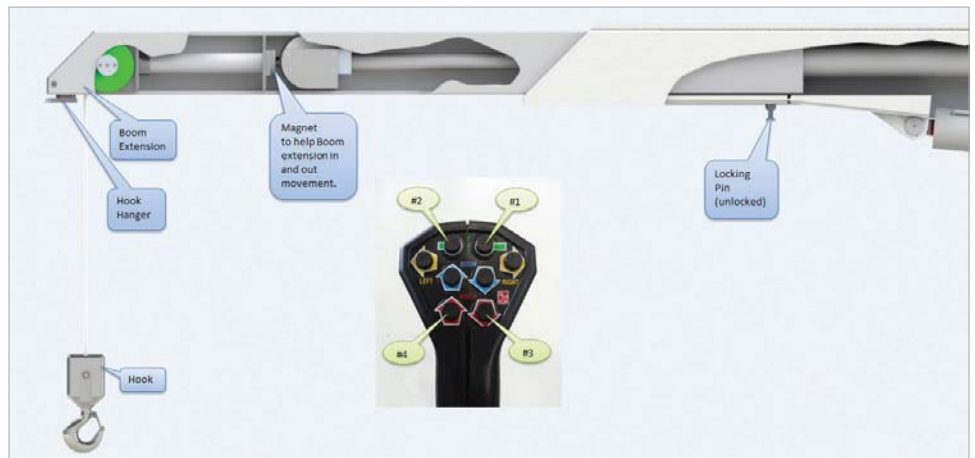 Boom
Extension
Hook
Hanger
Magnet
to help Boom
extension in
and out
movement.
Locking
Pin
(unlocked)
#2
#1
BOOM
LEFT
RIGHT
#4
#3
Hook